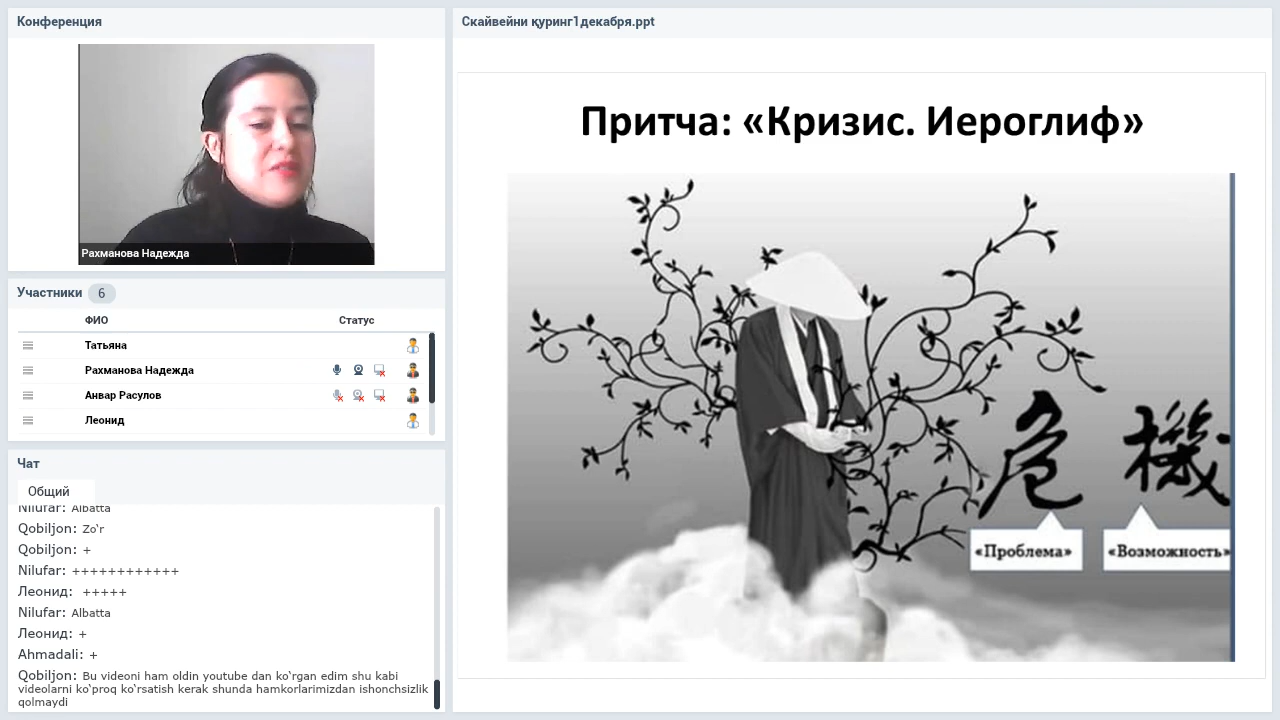 Конференция
Рахманова Надежда
Участники 6
ФИО Статус
Татьяна
Рахманова Надежда
Анвар Расулов
Леонид
Чат
Общий
Nilufar: Albatta
Qobiljon: Zo‘r
Qobiljon: +
Nilufar: ++++++++++++
Леонид: +++++
Nilufar: Albatta
Леонид: +
Ahmadali: +
Qobiljon: Bu videoni ham oldin youtube dan ko‘rgan edim shu kabi
videolarni ko‘proq ko‘rsatish kerak shunda hamkorlarimizdan ishonchsizlik
qolmaydi
Скайвейни қуринг1декабря.ppt
Притча: «Кризис. Иероглиф»
危 機
«Проблема» «Возможность»